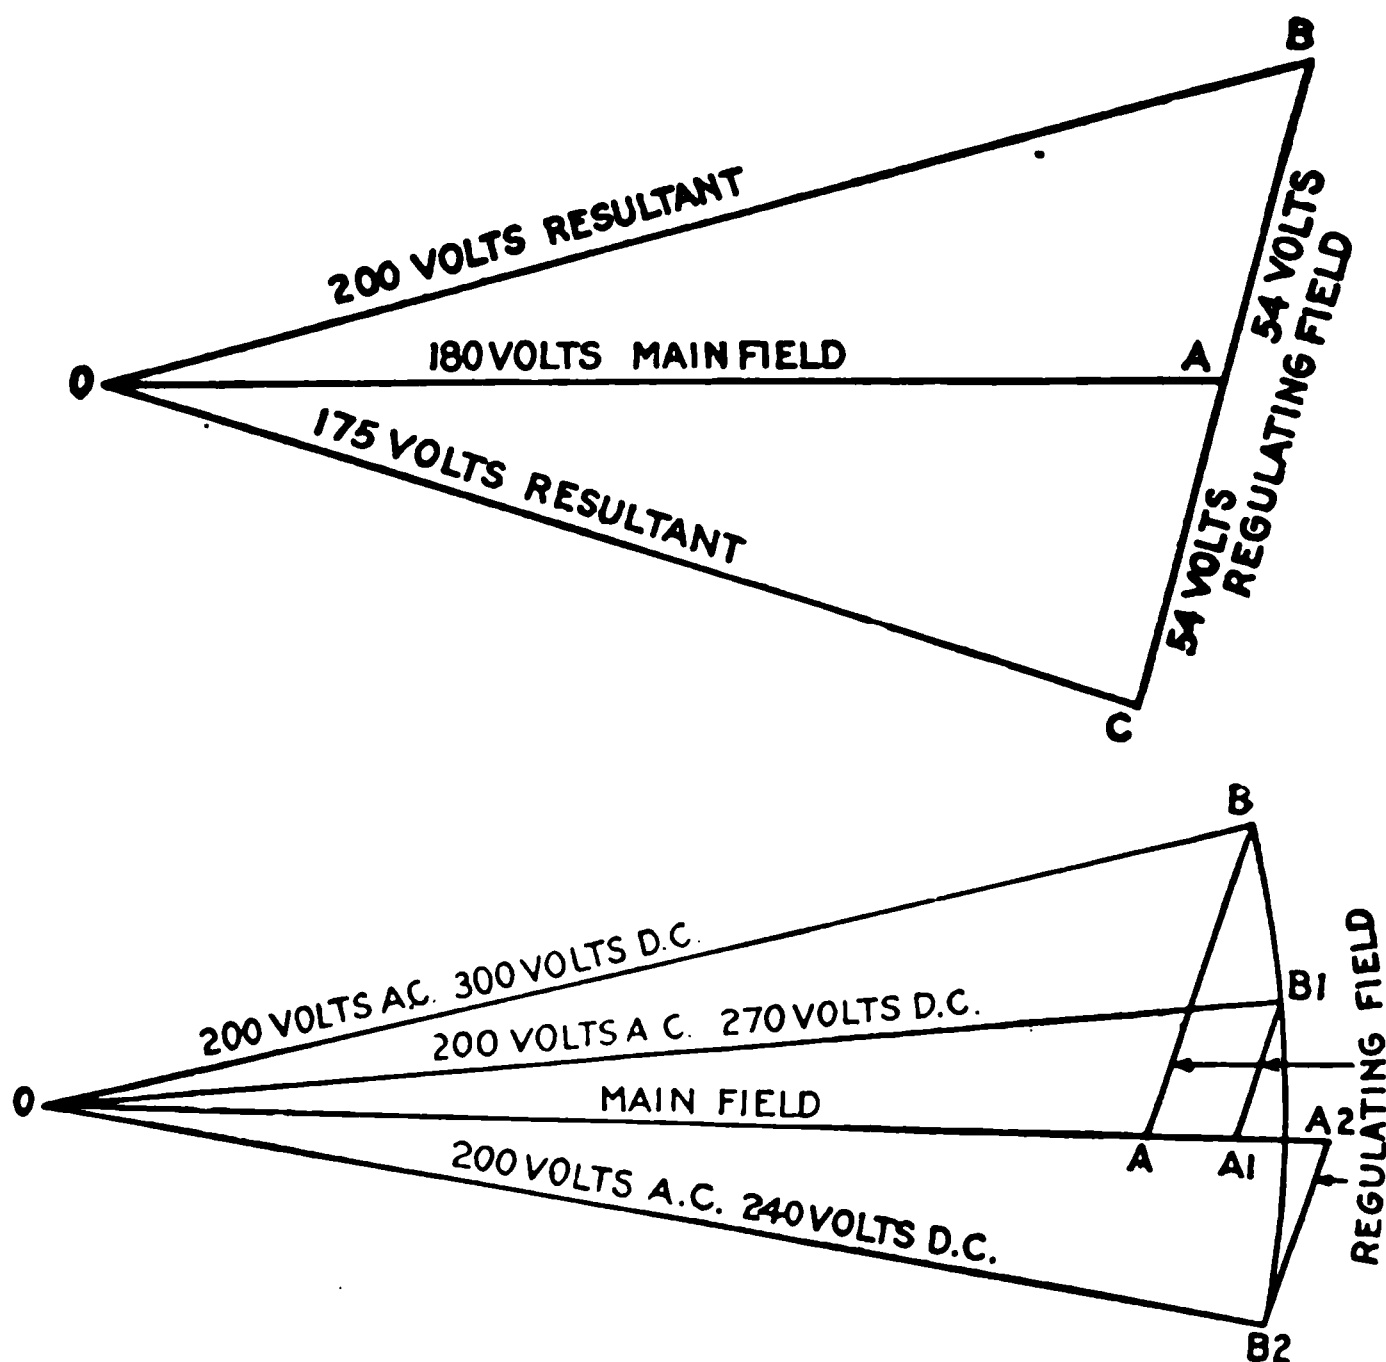 B
200 VOLTS RESULTANT
54 VOLTS
REGULATING FIELD
180 VOLTS MAIN FIELD
A
O
175 VOLTS RESULTANT
54 VOLTS
C
B
200 VOLTS A.C. 300 VOLTS D.C.
B1
200 VOLTS A C. 270 VOLTS D.C.
REGULATING FIELD
O
MAIN FIELD
A2
A
A1
200 VOLTS A.C. 240 VOLTS D.C.
B2